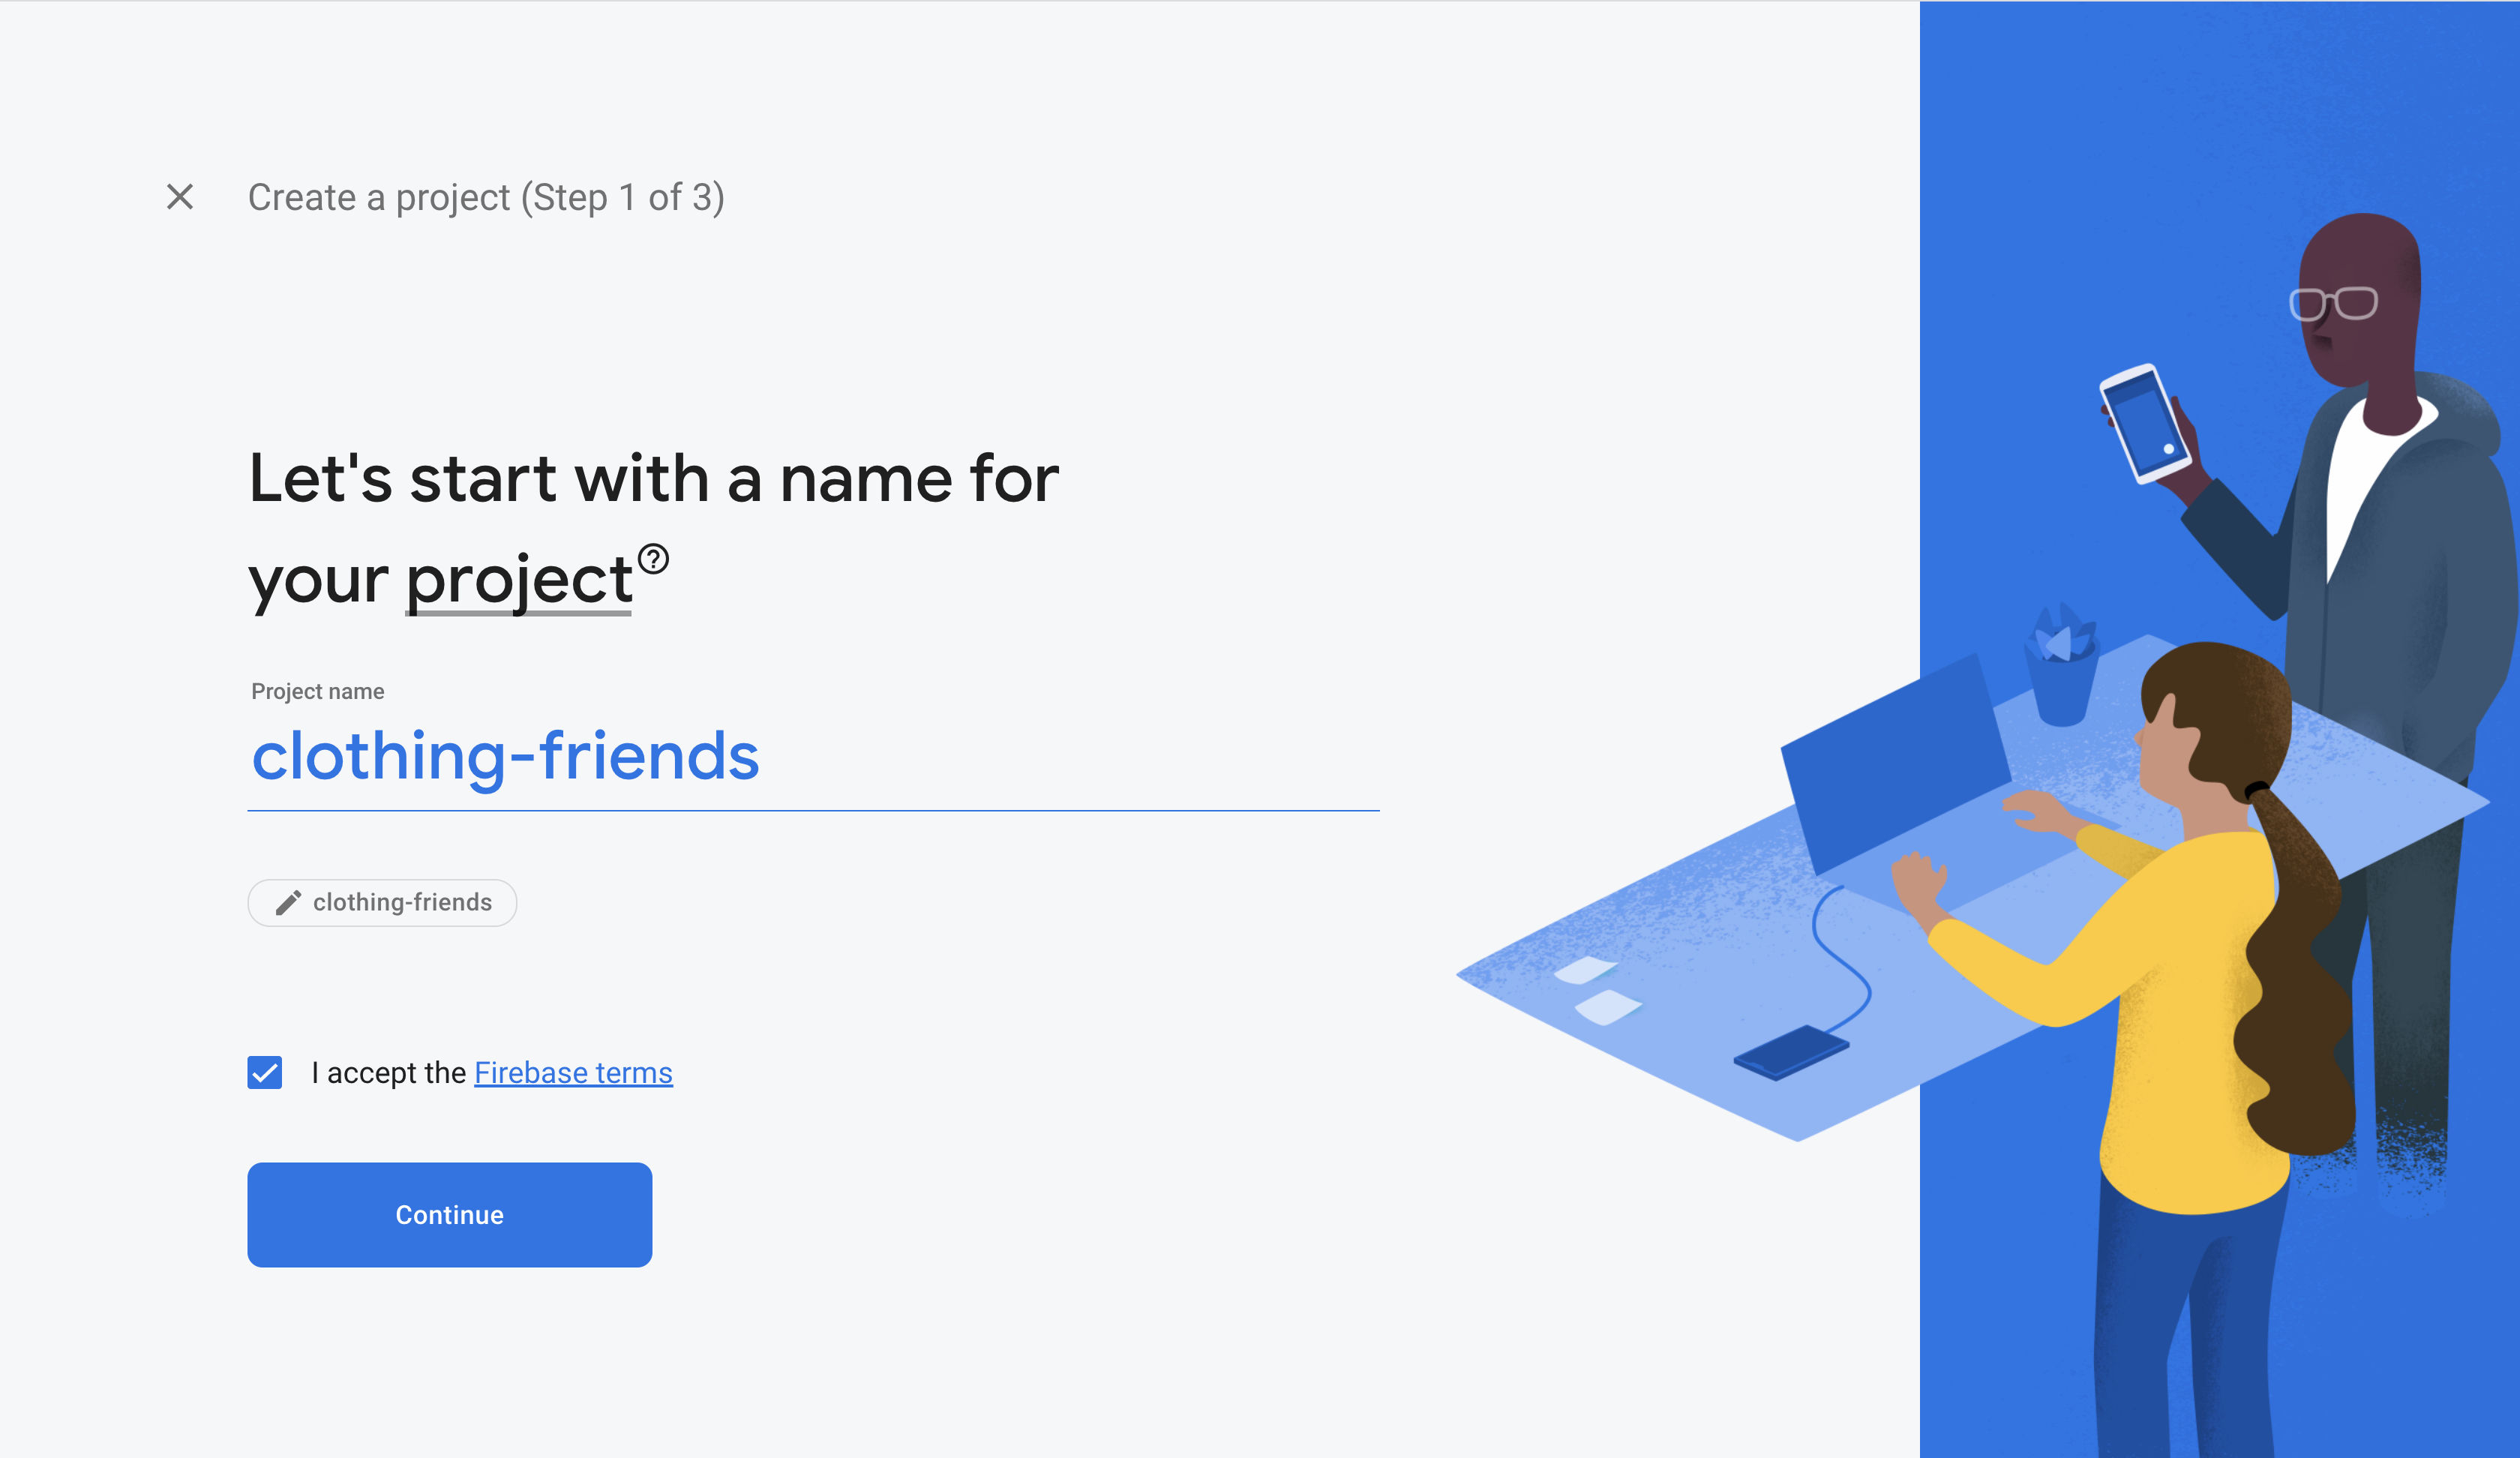 Create a project (Step 1 of 3)
Let's start with a name for
your project
Project name
clothing-friends
clothing-friends
I accept the Firebase terms
Continue